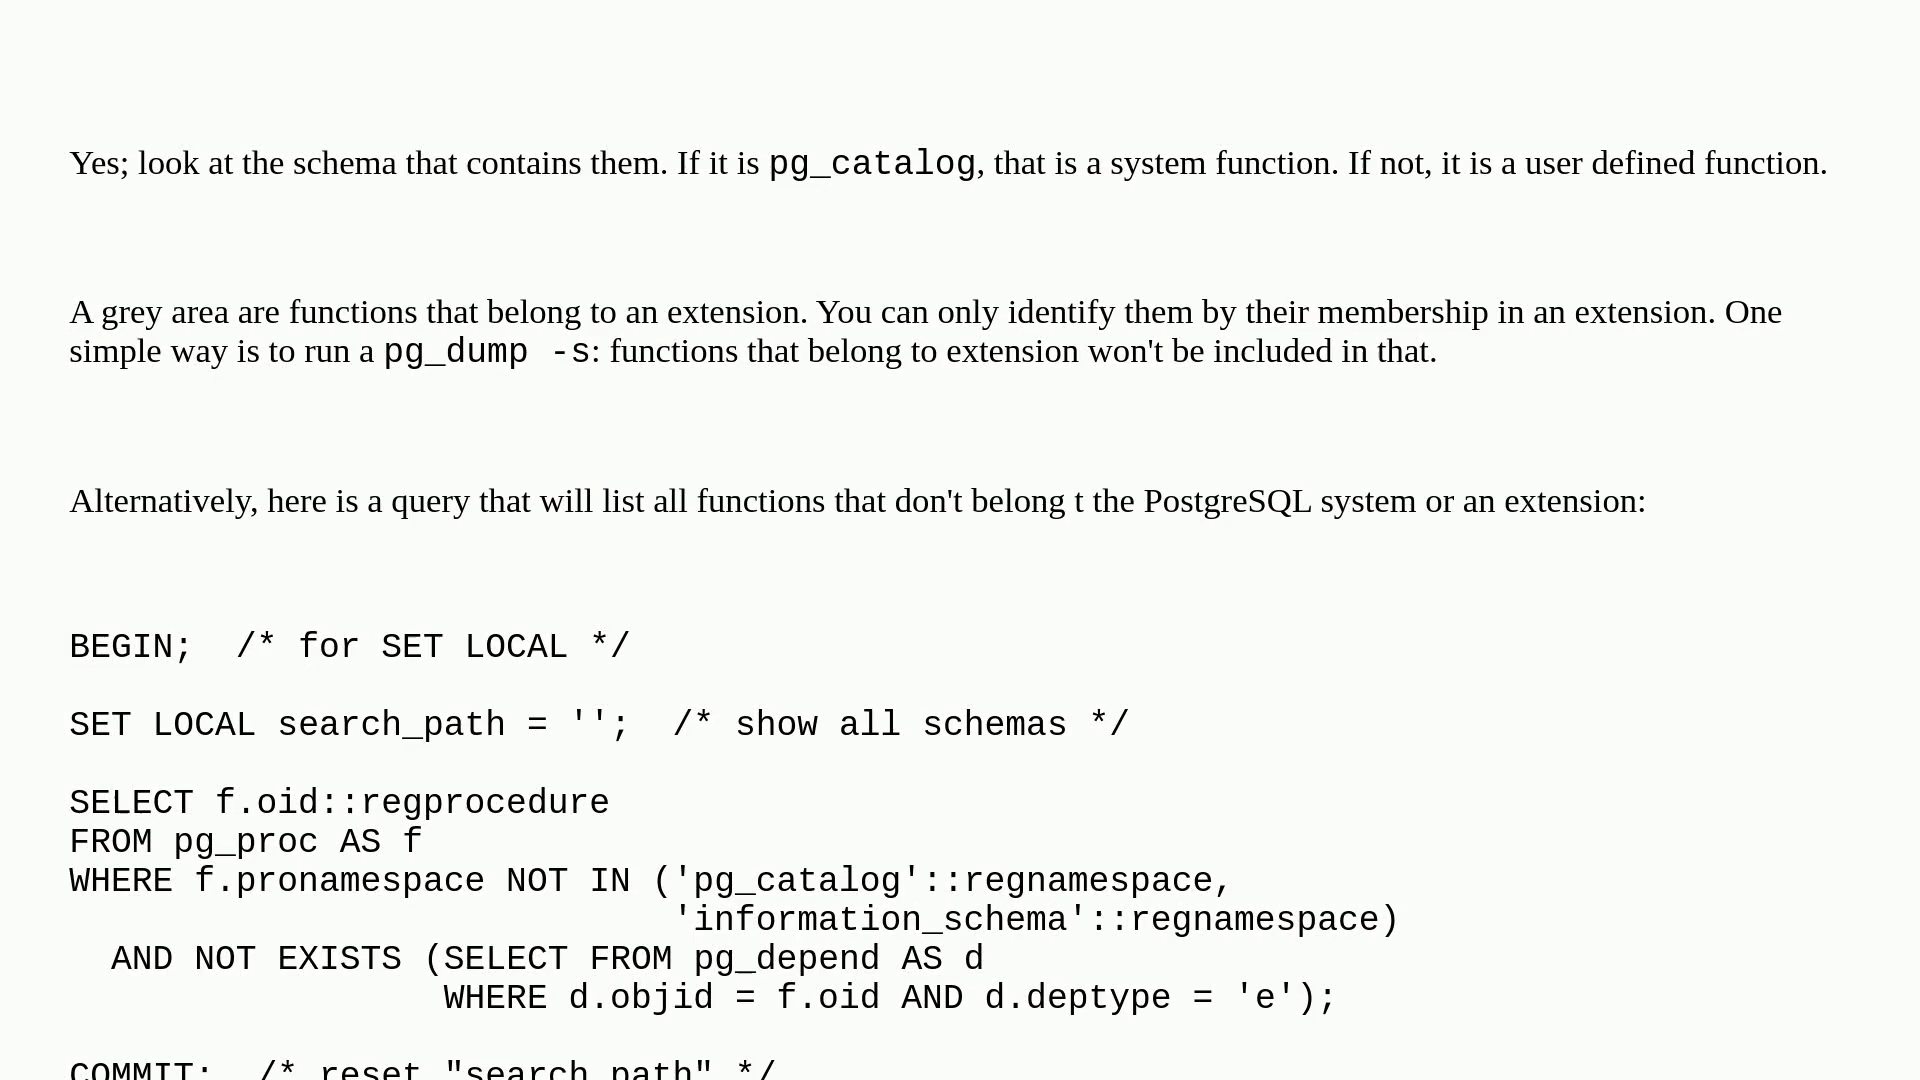 Yes; look at the schema that contains them. If it is pg_catalog, that is a system function. If not, it is a user defined function.
A grey area are functions that belong to an extension. You can only identify them by their membership in an extension. One
simple way is to run a pg_dump -s: functions that belong to extension won't be included in that.
Alternatively, here is a query that will list all functions that don't belong t the PostgreSQL system or an extension:
BEGIN;  /* for SET LOCAL */
SET LOCAL search_path = '';  /* show all schemas */
SELECT f.oid::regprocedure
FROM pg_proc AS f
WHERE f.pronamespace NOT IN ('pg_catalog'::regnamespace,
                             'information_schema'::regnamespace)
  AND NOT EXISTS (SELECT FROM pg_depend AS d
                  WHERE d.objid = f.oid AND d.deptype = 'e');
COMMIT;  /* reset "search_path" */